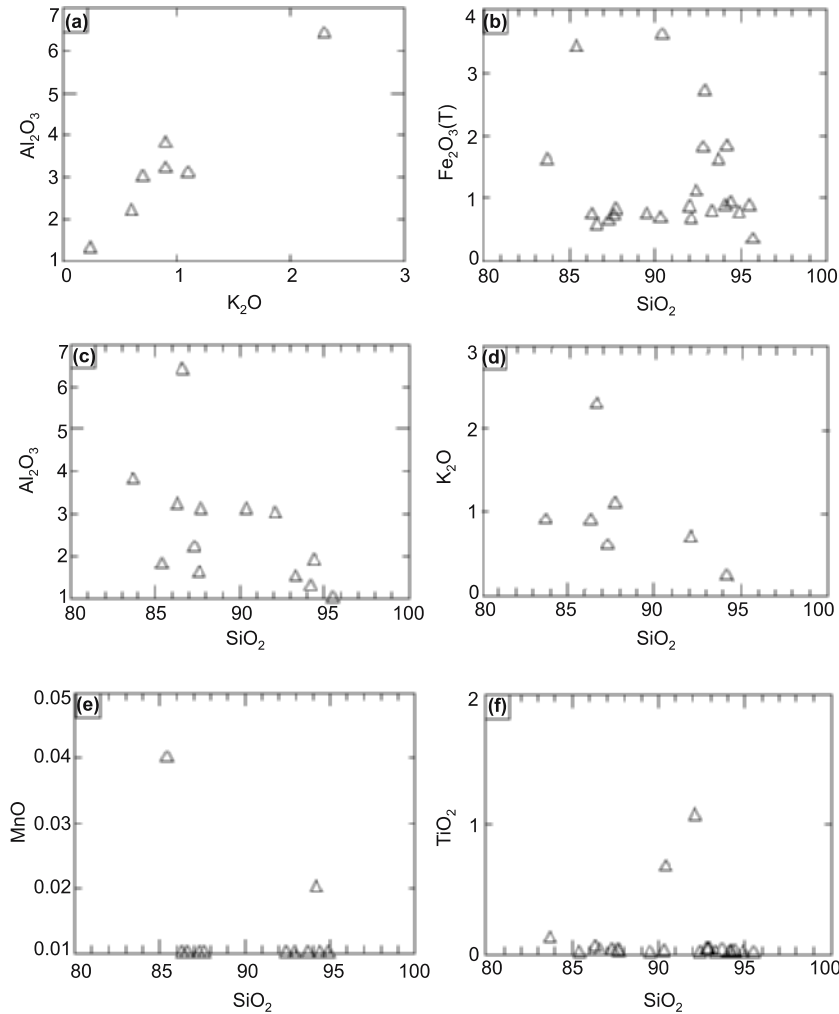 (a)
7
6
5
4
3
2
1
Al₂O₃
0 1 2 3
K₂O
(b)
4
3
2
1
0
Fe₂O₃(T)
80 85 90 95 100
SiO₂
(c)
7
6
5
4
3
2
1
Al₂O₃
80 85 90 95 100
SiO₂
(d)
3
2
1
0
K₂O
80 85 90 95 100
SiO₂
(e)
0.05
0.04
0.03
0.02
0.01
MnO
80 85 90 95 100
SiO₂
(f)
2
1
0
TiO₂
80 85 90 95 100
SiO₂